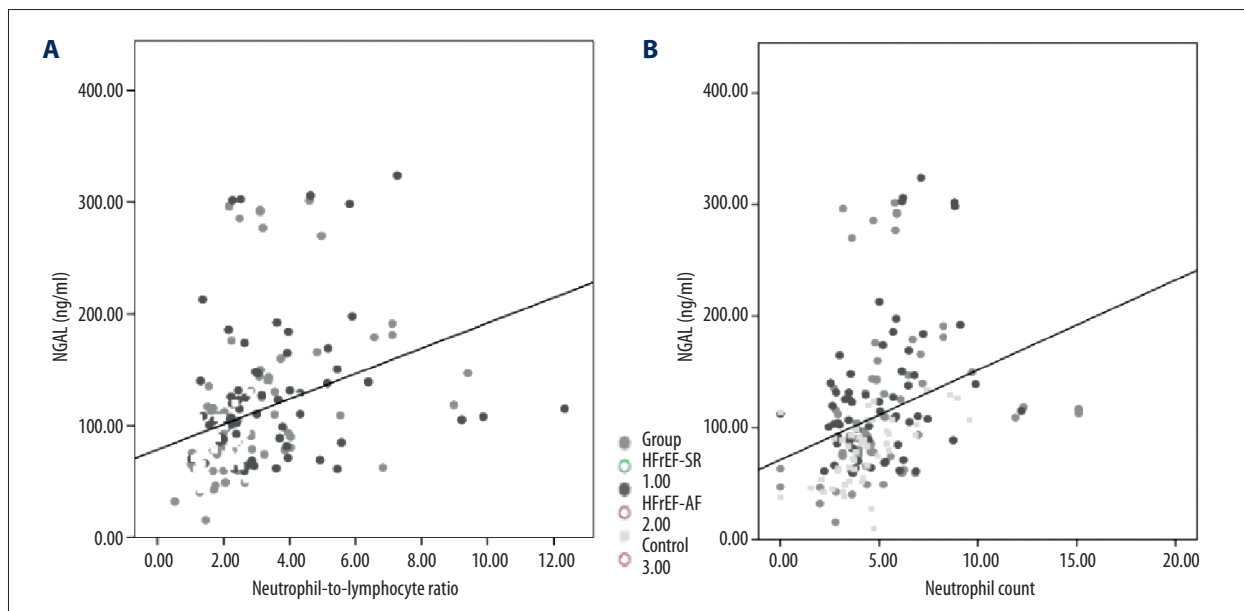 A
400.00
300.00
200.00
100.00
0.00
NGAL (ng/ml)
0.00 2.00 4.00 6.00 8.00 10.00 12.00
Neutrophil-to-lymphocyte ratio
Group
HFrEF-SR
1.00
HFrEF-AF
2.00
Control
3.00
B
400.00
300.00
200.00
100.00
0.00
NGAL (ng/ml)
0.00 5.00 10.00 15.00 20.00
Neutrophil count